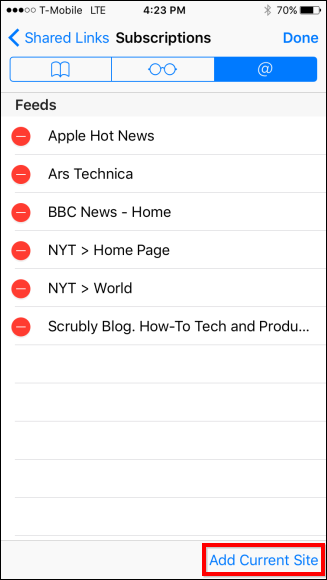 T-Mobile LTE 4:23 PM 70%
Shared Links Subscriptions Done
@
Feeds
Apple Hot News
Ars Technica
BBC News - Home
NYT > Home Page
NYT > World
Scrubly Blog. How-To Tech and Produ...
Add Current Site